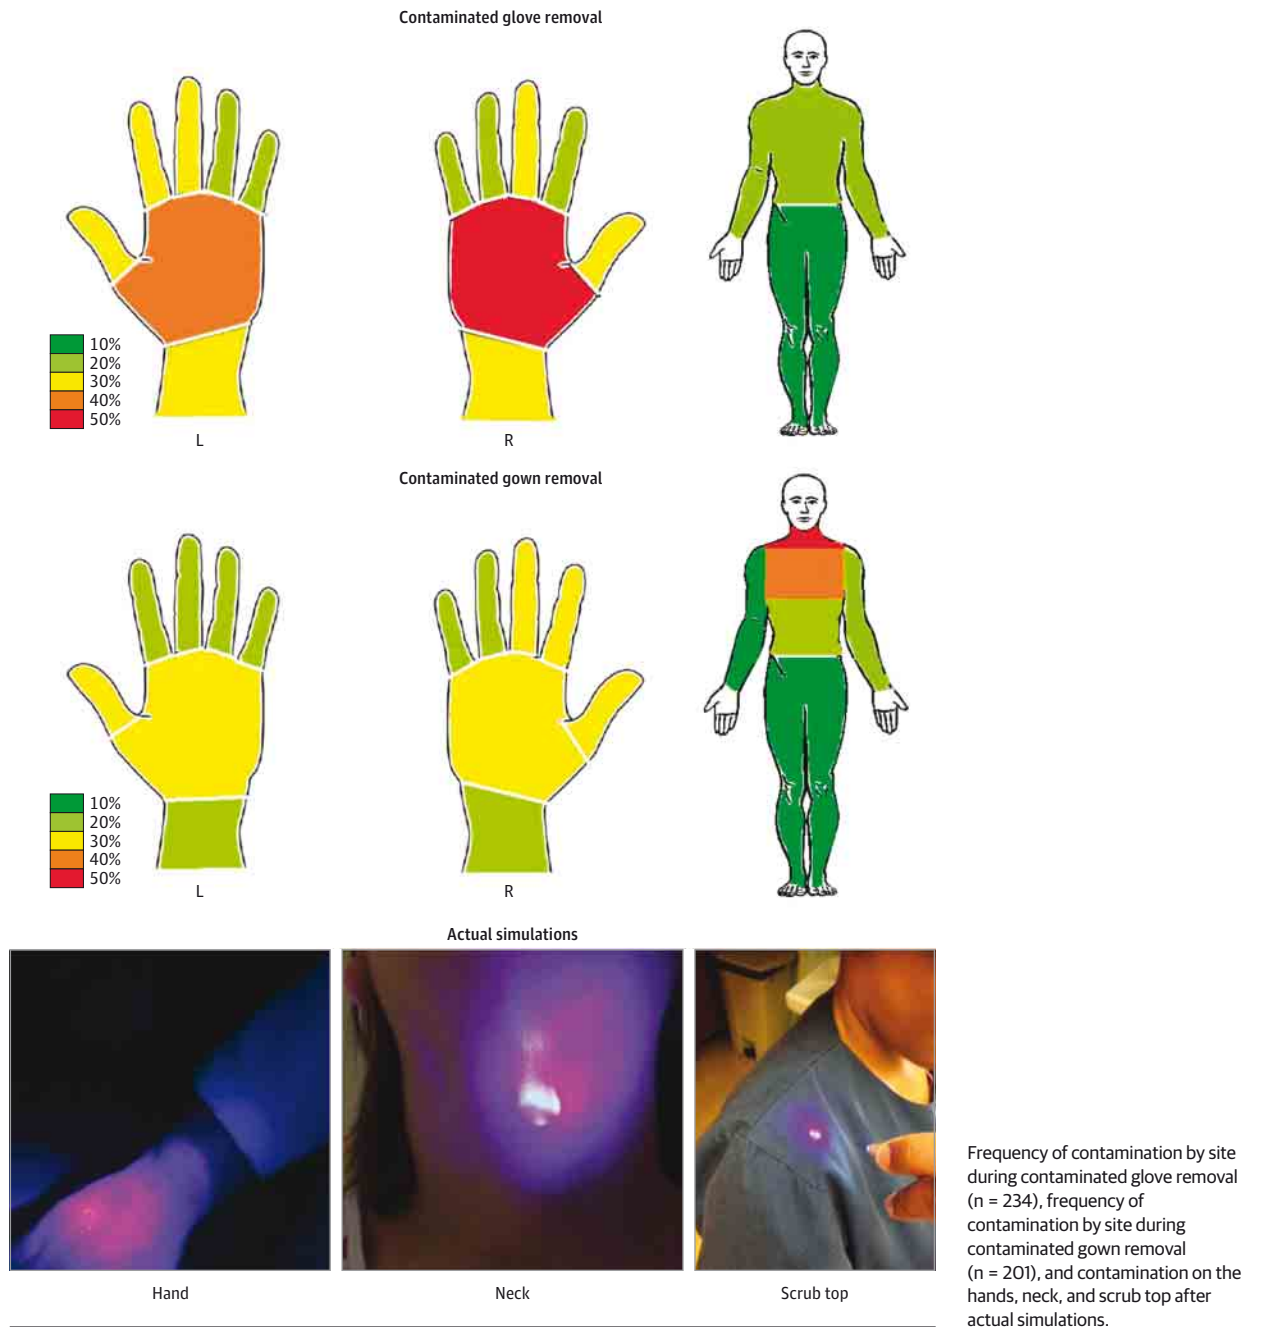 Contaminated glove removal
10%
20%
30%
40%
50%
L
R
Contaminated gown removal
10%
20%
30%
40%
50%
L
R
Actual simulations
Hand
Neck
Scrub top
Frequency of contamination by site
during contaminated glove removal
(n = 234), frequency of
contamination by site during
contaminated gown removal
(n = 201), and contamination on the
hands, neck, and scrub top after
actual simulations.